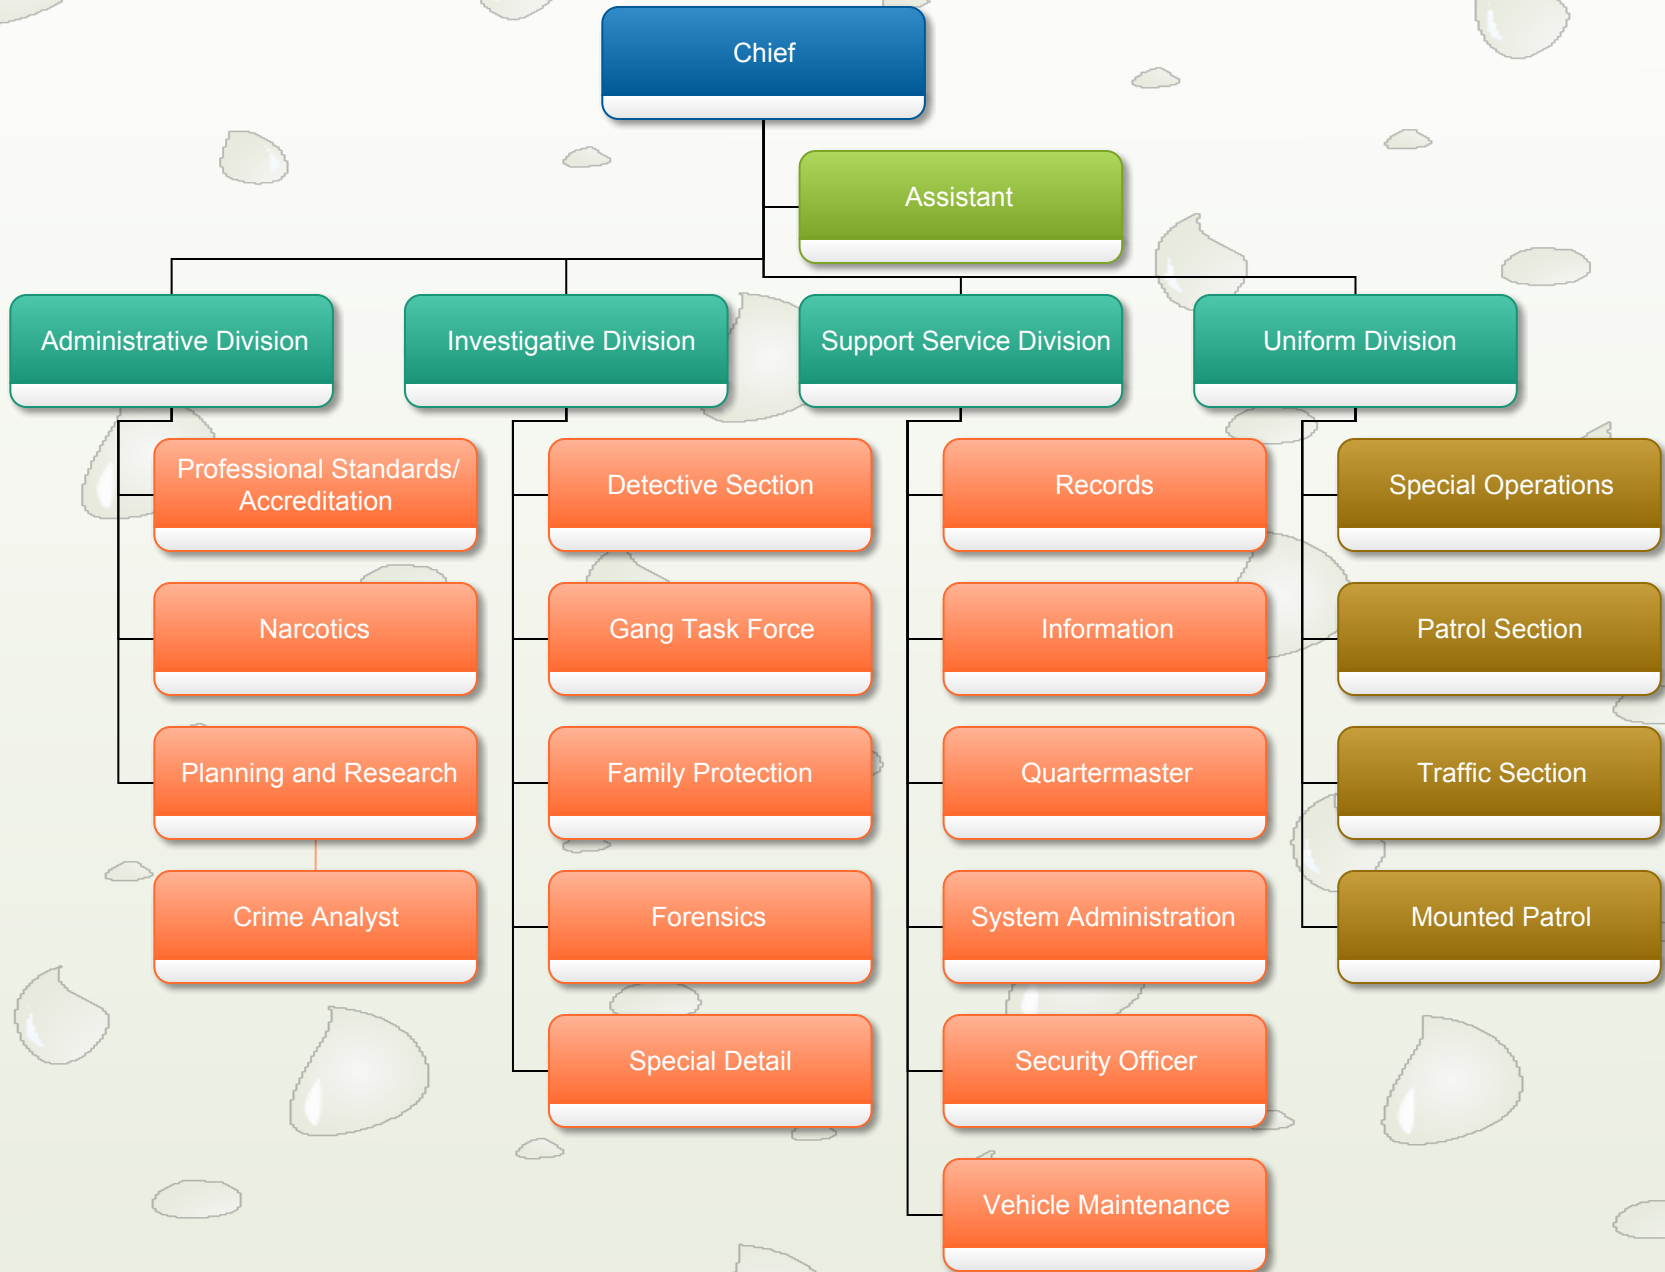 Chief
Assistant
Administrative Division
Investigative Division
Support Service Division
Uniform Division
Professional Standards/
Accreditation
Detective Section
Records
Special Operations
Narcotics
Gang Task Force
Information
Patrol Section
Planning and Research
Family Protection
Quartermaster
Traffic Section
Crime Analyst
Forensics
System Administration
Mounted Patrol
Special Detail
Security Officer
Vehicle Maintenance